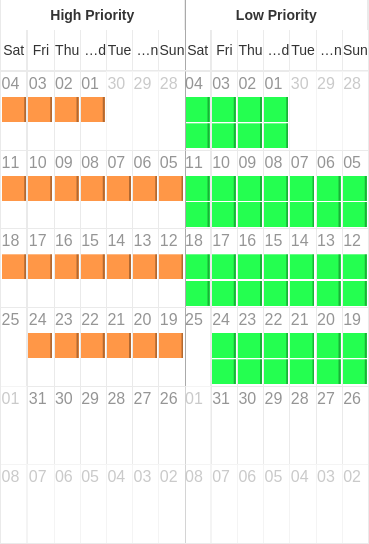 High Priority Low Priority
Sat Fri Thu ...d Tue ...n Sun Sat Fri Thu ...d Tue ...n Sun
04 03 02 01 30 29 28 04 03 02 01 30 29 28
11 10 09 08 07 06 05 11 10 09 08 07 06 05
18 17 16 15 14 13 12 18 17 16 15 14 13 12
25 24 23 22 21 20 19 25 24 23 22 21 20 19
01 31 30 29 28 27 26 01 31 30 29 28 27 26
08 07 06 05 04 03 02 08 07 06 05 04 03 02